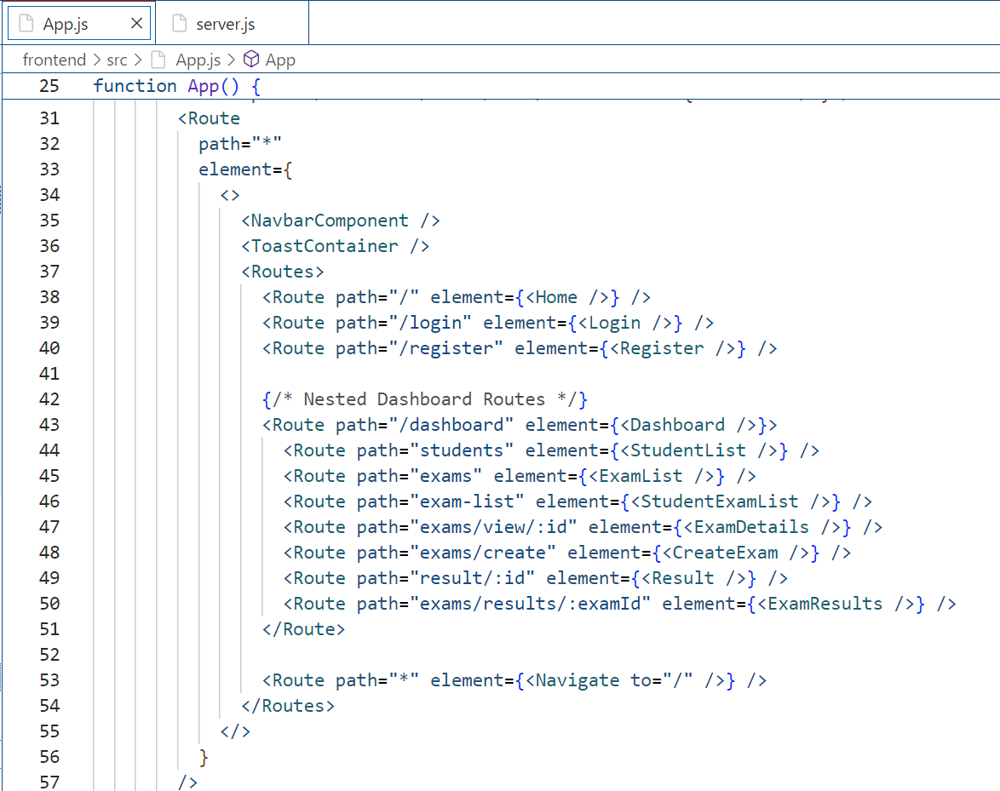 App.js
server.js
frontend > src > App.js > App
25 function App() {
31 <Route
32 path="*"
33 element={
34 <>
35 <NavbarComponent />
36 <ToastContainer />
37 <Routes>
38 <Route path="/" element={<Home />} />
39 <Route path="/login" element={<Login />} />
40 <Route path="/register" element={<Register />} />
41
42 {/* Nested Dashboard Routes */}
43 <Route path="/dashboard" element={<Dashboard />}>
44 <Route path="students" element={<StudentList />} />
45 <Route path="exams" element={<ExamList />} />
46 <Route path="exam-list" element={<StudentExamList />} />
47 <Route path="exams/view/:id" element={<ExamDetails />} />
48 <Route path="exams/create" element={<CreateExam />} />
49 <Route path="result/:id" element={<Result />} />
50 <Route path="exams/results/:examId" element={<ExamResults />} />
51 </Route>
52
53 <Route path="*" element={<Navigate to="/" />} />
54 </Routes>
55 </>
56 }
57 />